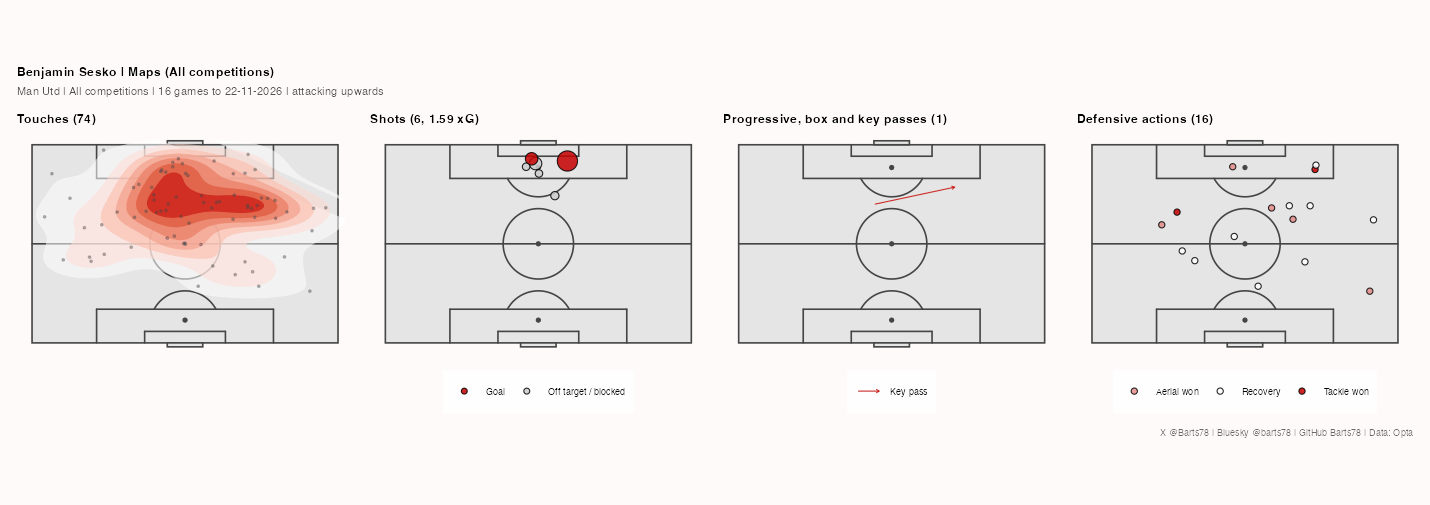 Benjamin Sesko | Maps (All competitions)
Man Utd | All competitions | 16 games to 22-11-2026 | attacking upwards
Touches (74)
Shots (6, 1.59 xG)
Progressive, box and key passes (1)
Defensive actions (16)
Goal
Off target / blocked
Key pass
Aerial won
Recovery
Tackle won
X @Barts78 | Bluesky @barts78 | GitHub Barts78 | Data: Opta